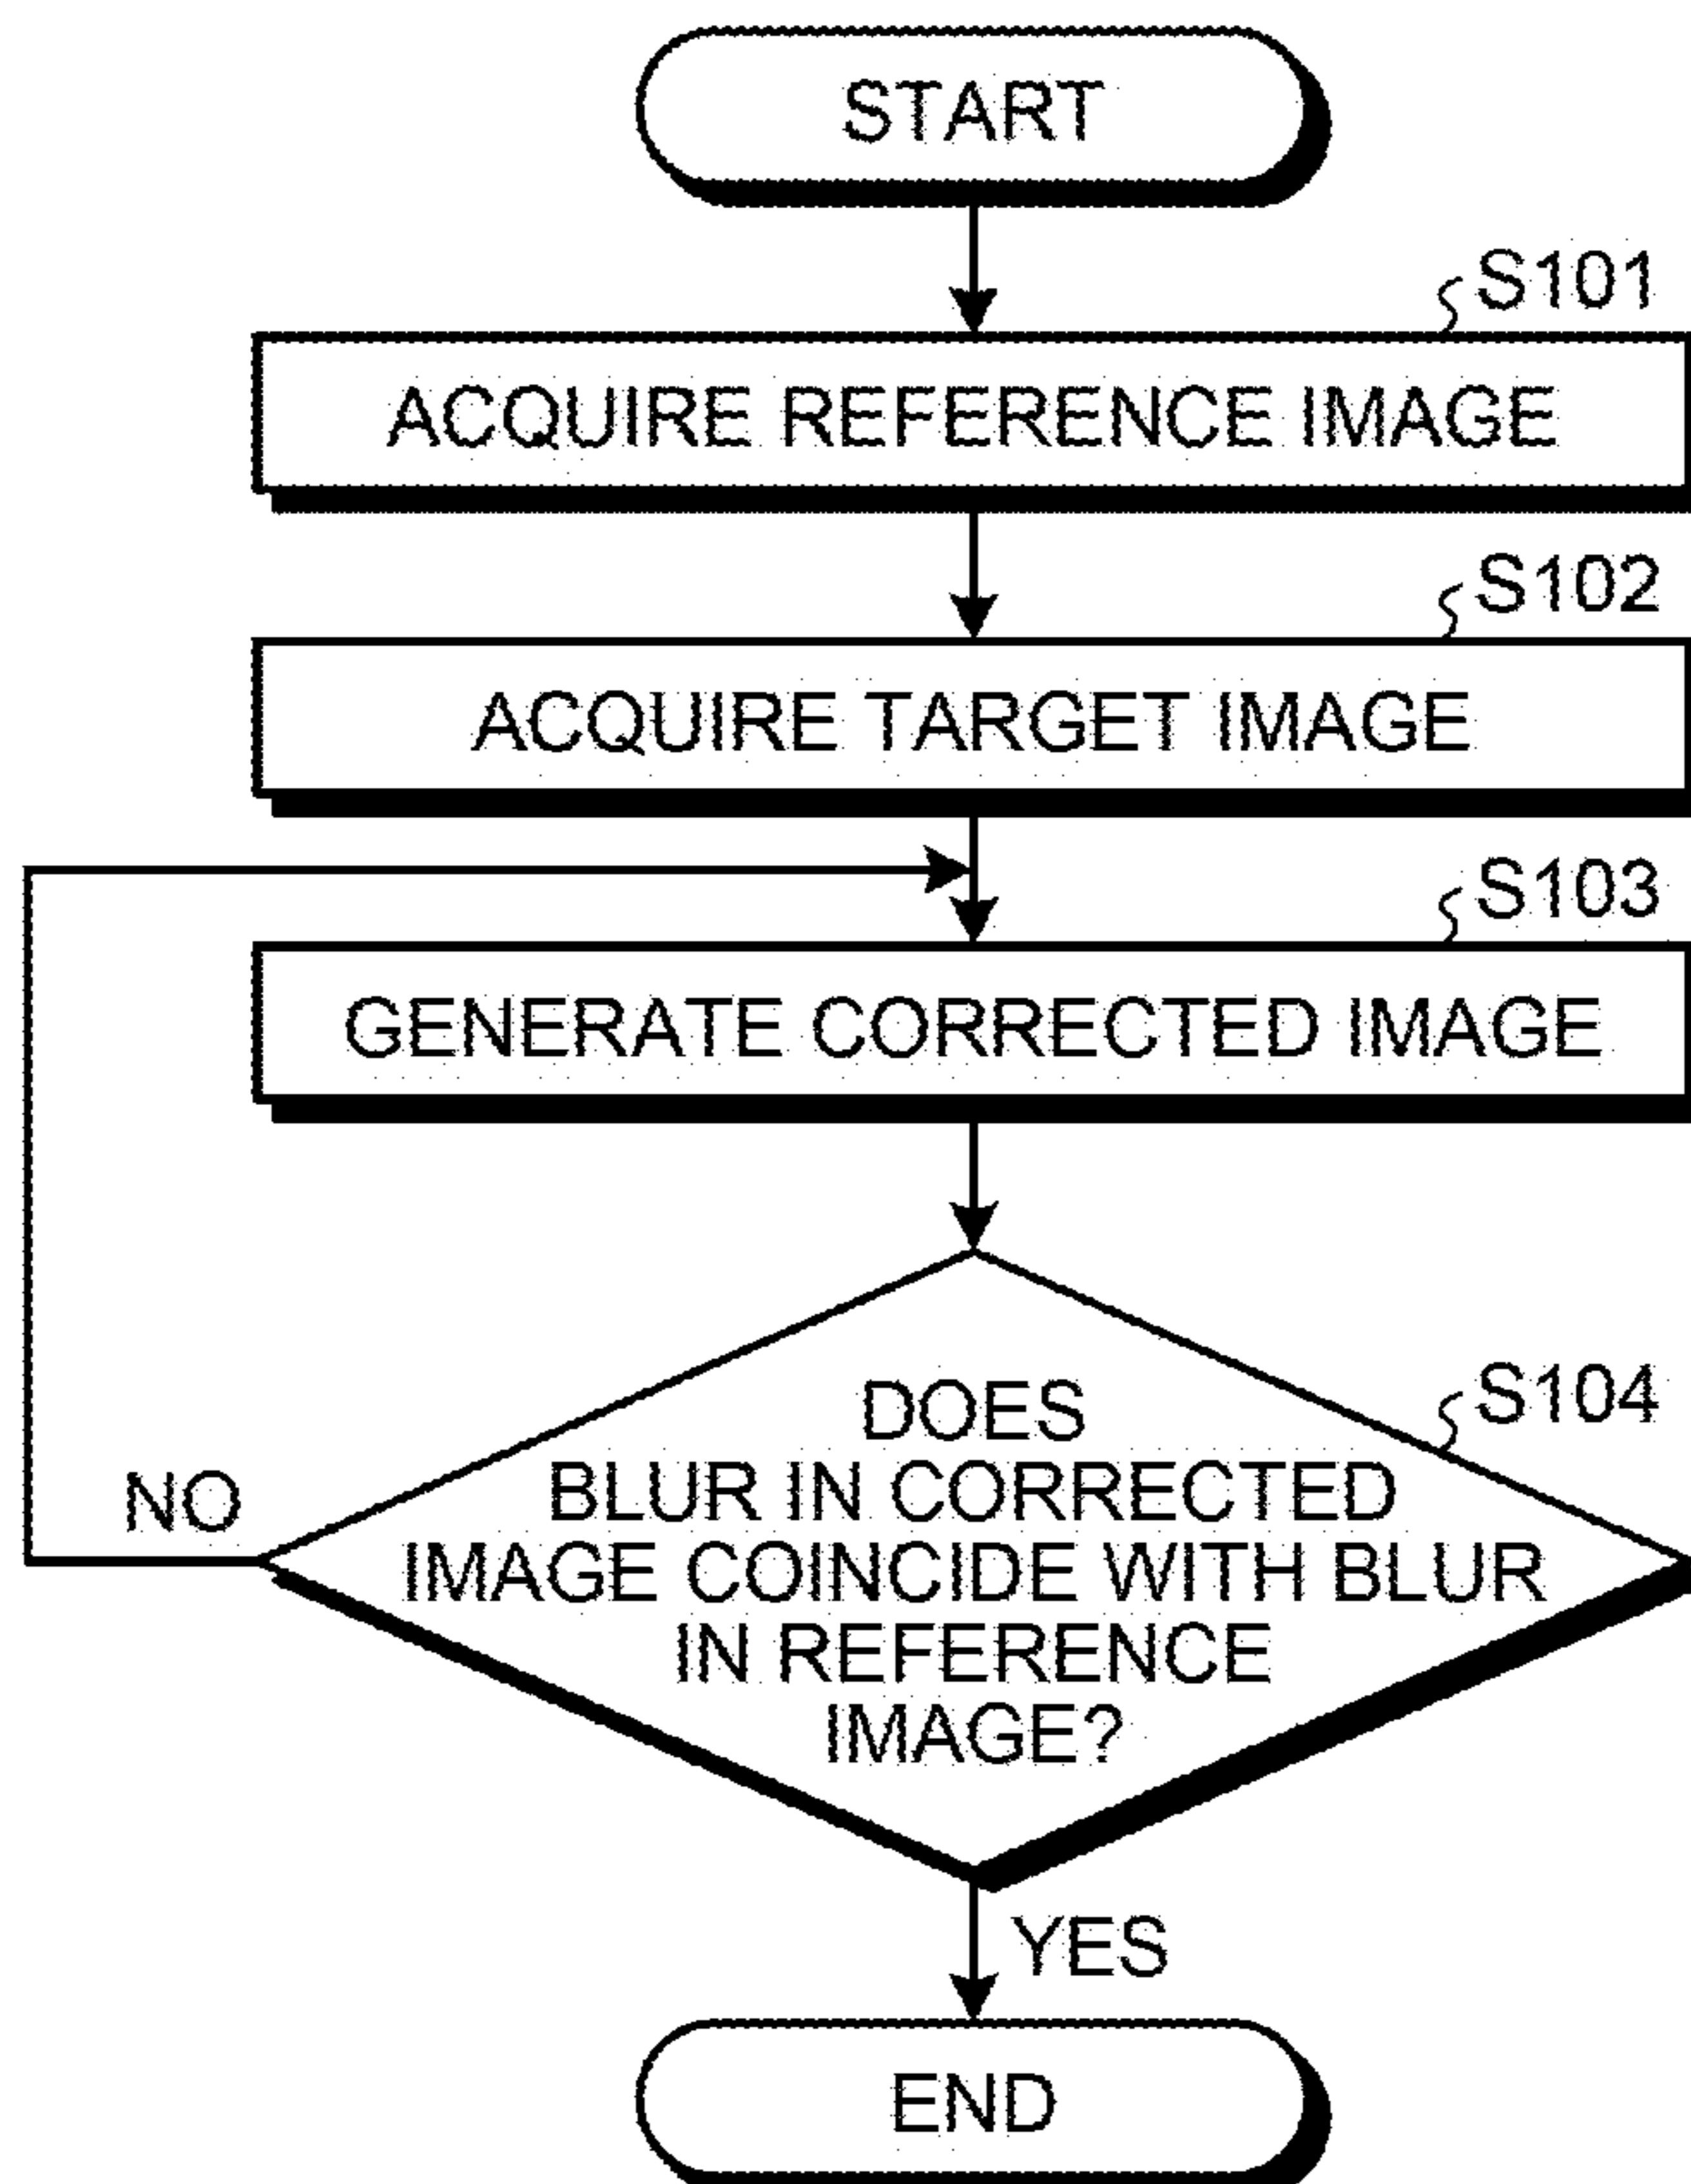 START
S101
ACQUIRE REFERENCE IMAGE
S102
ACQUIRE TARGET IMAGE
S103
GENERATE CORRECTED IMAGE
S104
DOES
BLUR IN CORRECTED
IMAGE COINCIDE WITH BLUR
IN REFERENCE
IMAGE?
NO
YES
END